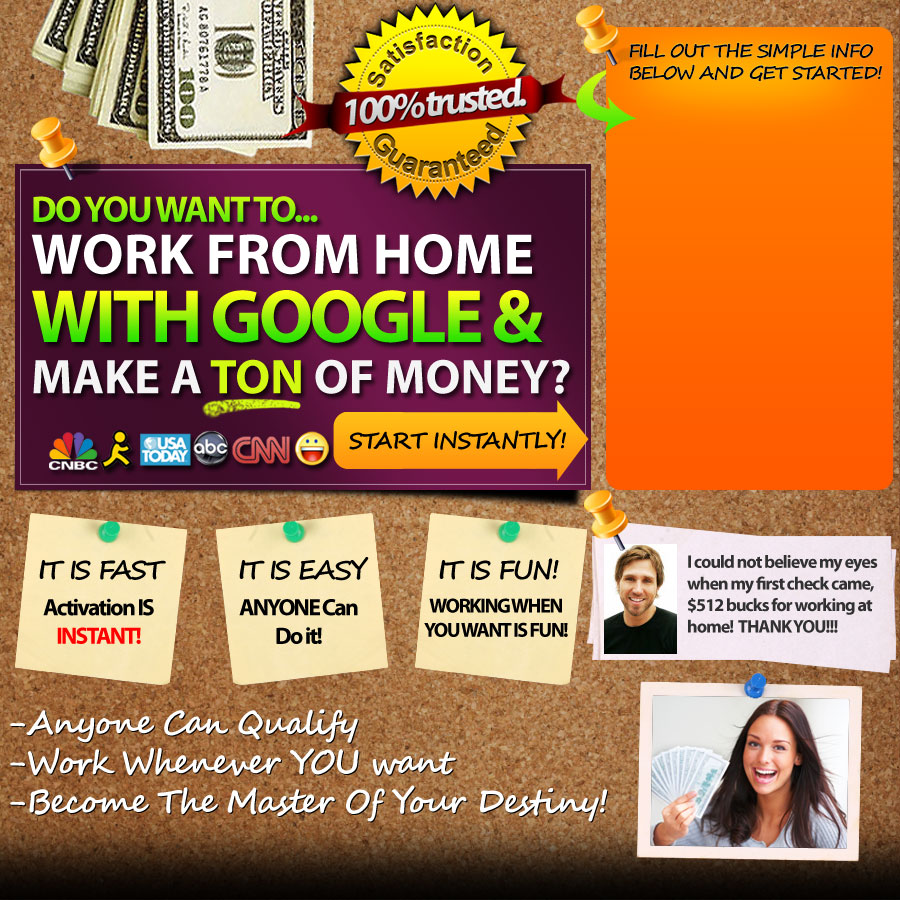 AG80761778A
100
100
Satisfaction
100% trusted.
Guaranteed
FILL OUT THE SIMPLE INFO
BELOW AND GET STARTED!
DO YOU WANT TO...
WORK FROM HOME
WITH GOOGLE &
MAKE A TON OF MONEY?
CNBC
USA
TODAY
abc
CNN
START INSTANTLY!
IT IS FAST
Activation IS
INSTANT!
IT IS EASY
ANYONE Can
Do it!
IT IS FUN!
WORKING WHEN
YOU WANT IS FUN!
I could not believe my eyes
when my first check came,
$512 bucks for working at
home! THANK YOU!!!
-Anyone Can Qualify
-Work Whenever YOU want
-Become The Master Of Your Destiny!